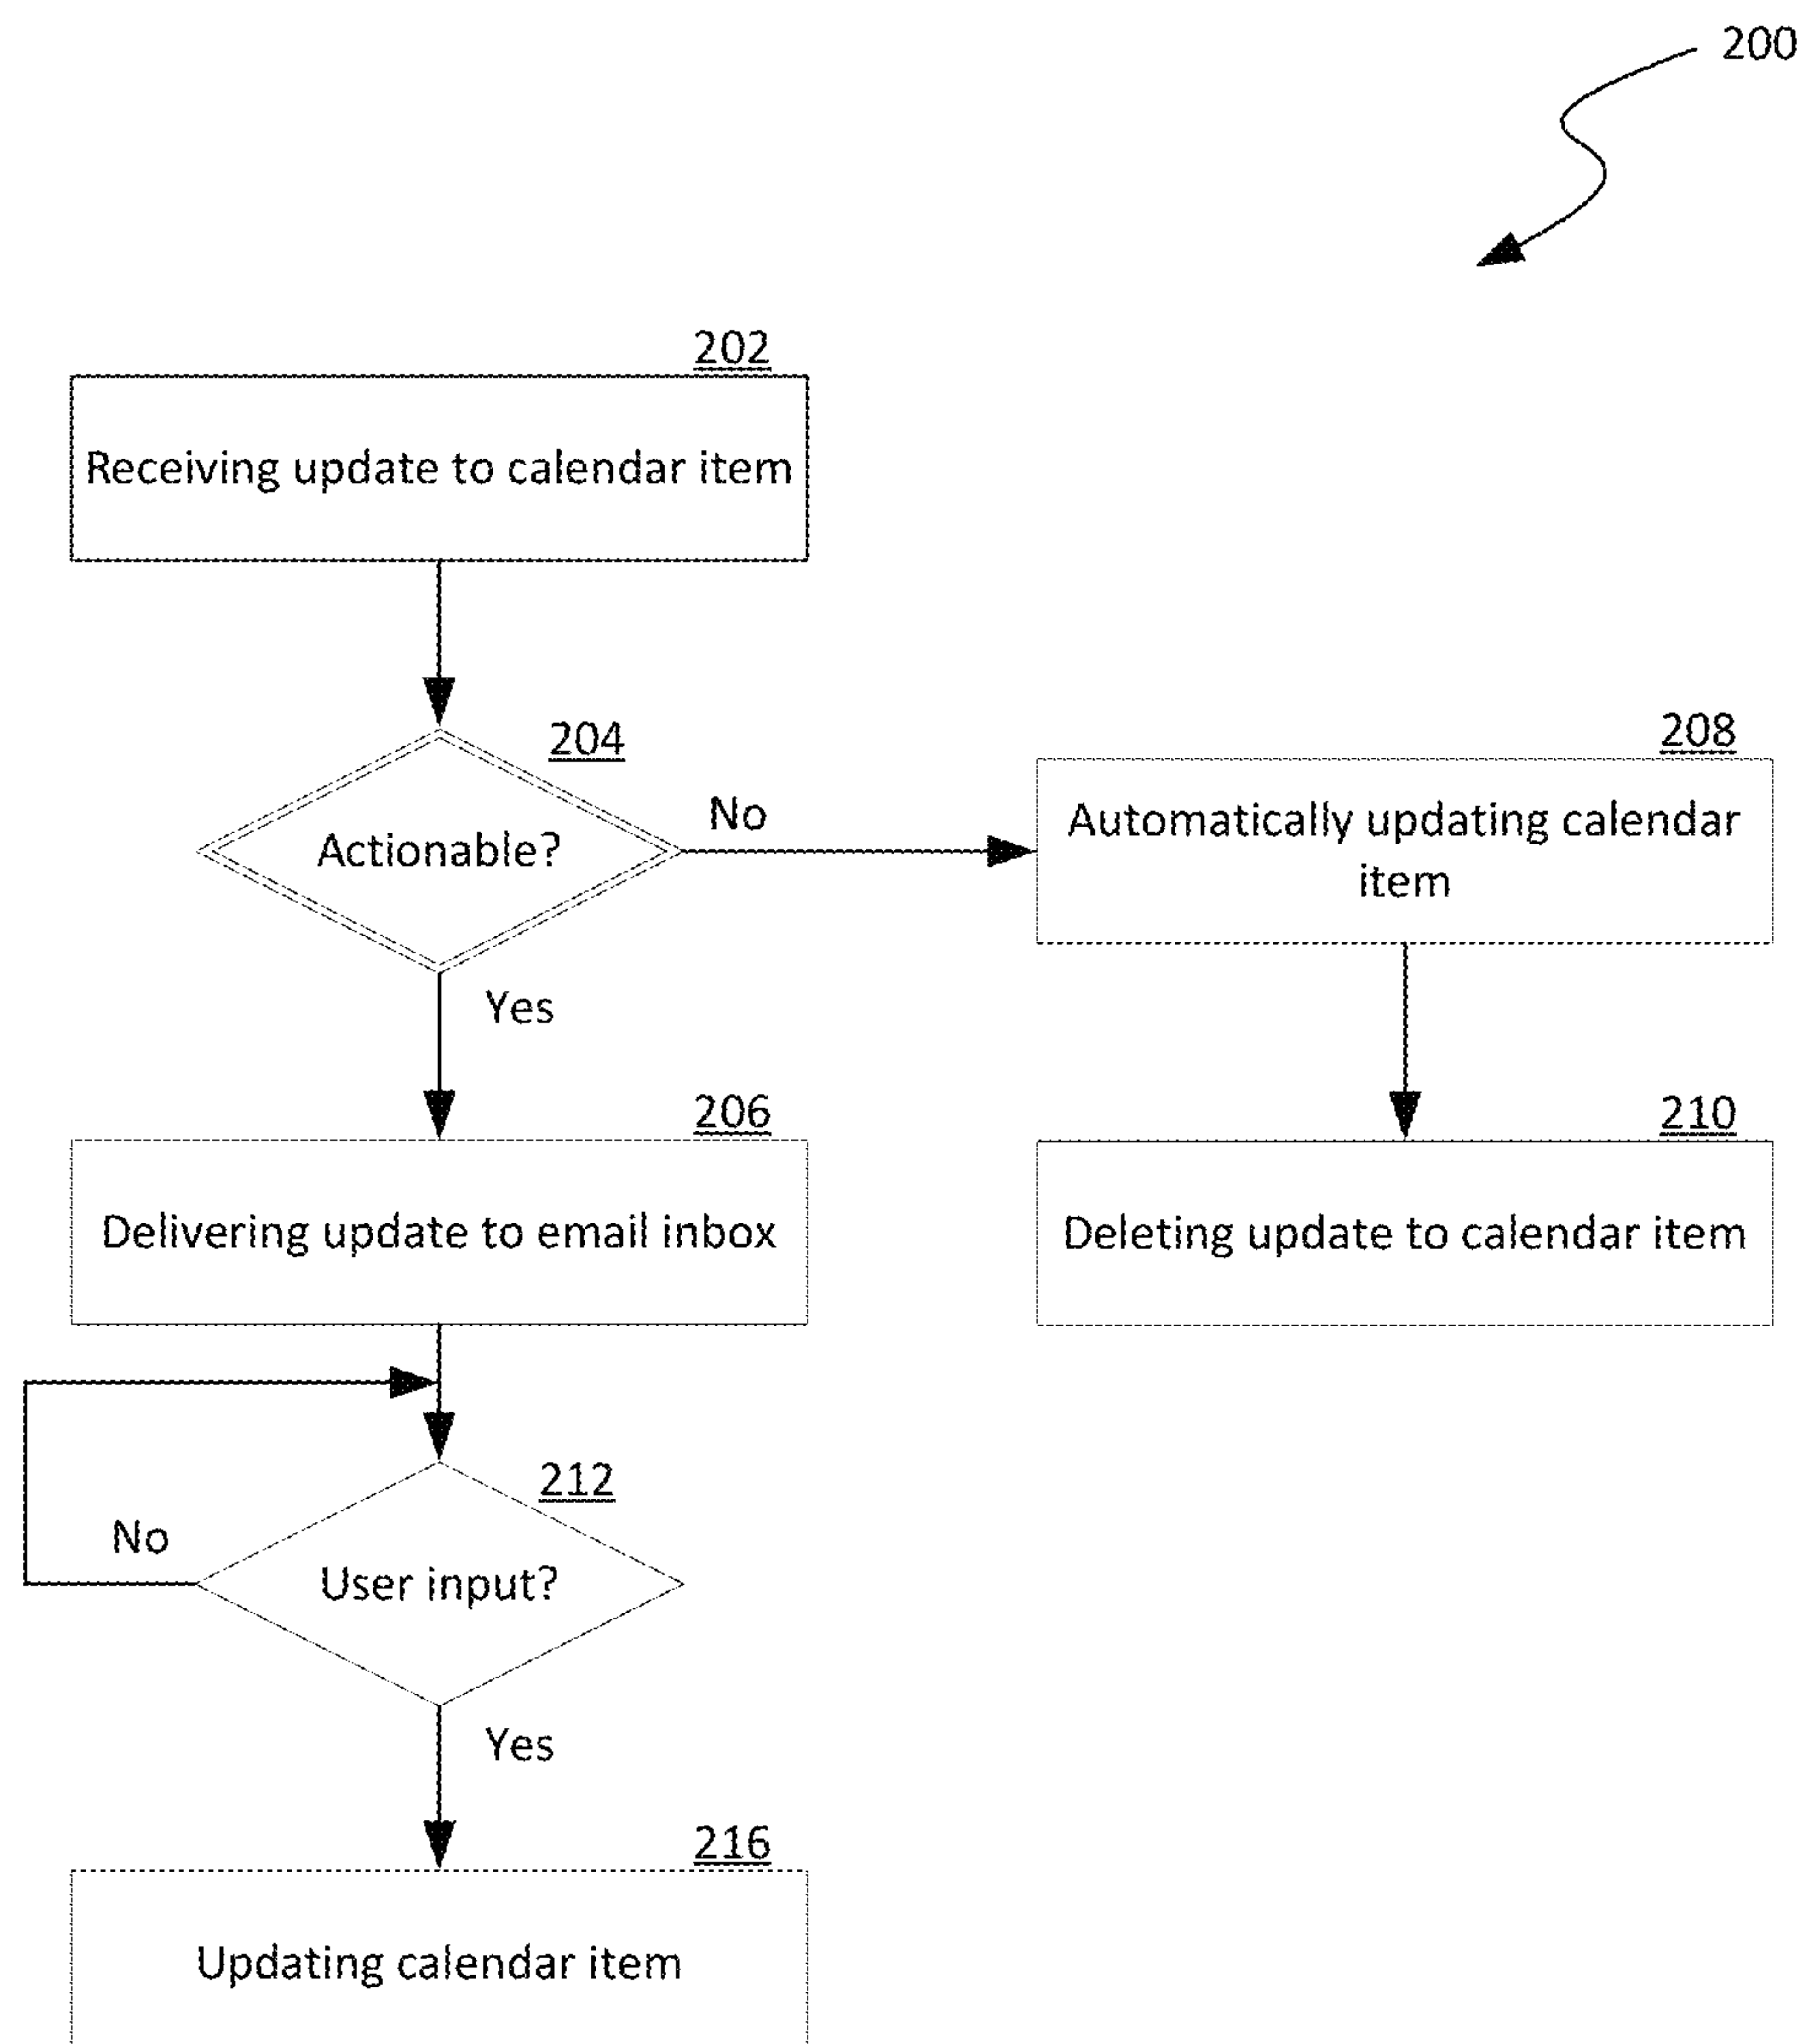 200
202
Receiving update to calendar item
204
Actionable?
No
Yes
208
Automatically updating calendar
item
206
Delivering update to email inbox
210
Deleting update to calendar item
212
User input?
No
Yes
216
Updating calendar item